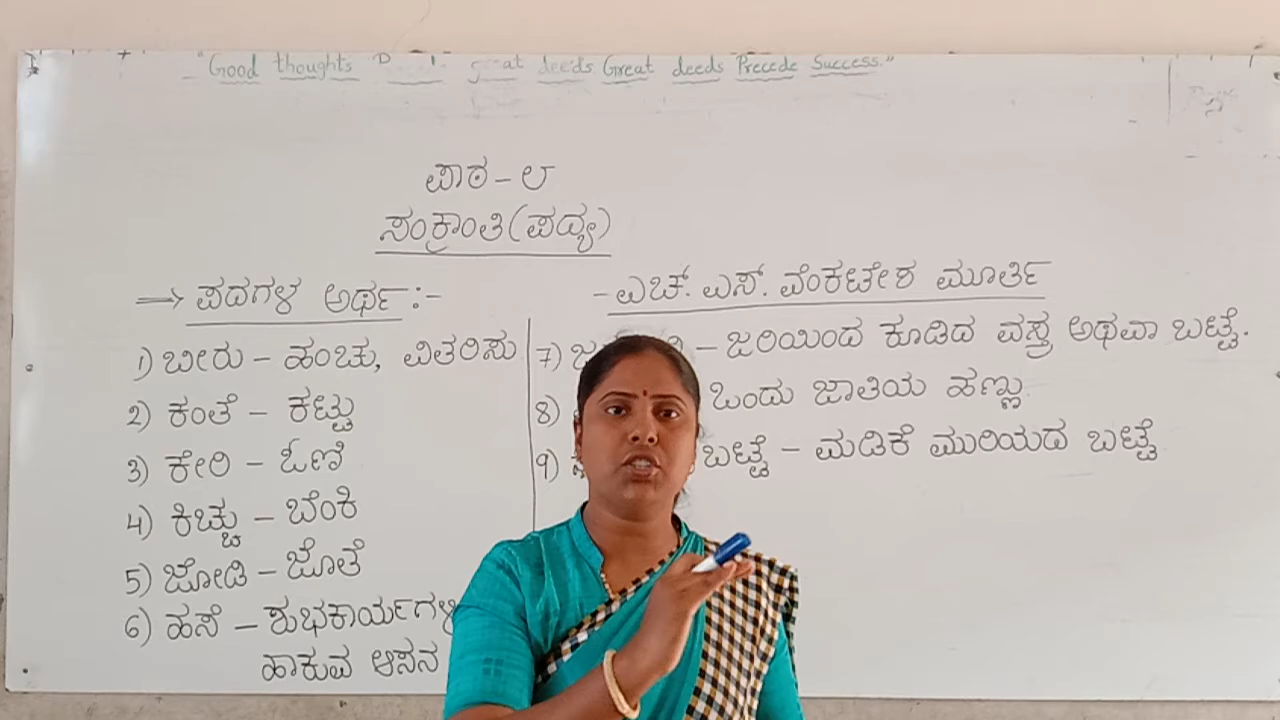 "Good thoughts great deeds Great deeds Precede Success."
ಪಾಠ - ೮
ಸಂಕ್ರಾಂತಿ (ಪದ್ಯ)
- ಎಚ್. ಎಸ್. ವೆಂಕಟೇಶ ಮೂರ್ತಿ
→ ಪದಗಳ ಅರ್ಥ :-
1) ಬೀರು - ಹಂಚು, ವಿತರಿಸು
2) ಕಂತೆ - ಕಟ್ಟು
3) ಕೇರಿ - ಓಣಿ
4) ಕಿಚ್ಚು - ಬೆಂಕಿ
5) ಜೋಡಿ - ಜೊತೆ
6) ಹಸೆ - ಶುಭಕಾರ್ಯಗಳಲ್ಲಿ
ಹಾಕುವ ಆಸನ
7) - ಜರಿಯಿಂದ ಕೂಡಿದ ವಸ್ತ್ರ ಅಥವಾ ಬಟ್ಟೆ.
8) ಒಂದು ಜಾತಿಯ ಹಣ್ಣು
9) ಬಟ್ಟೆ - ಮಡಿಕೆ ಮುರಿಯದ ಬಟ್ಟೆ